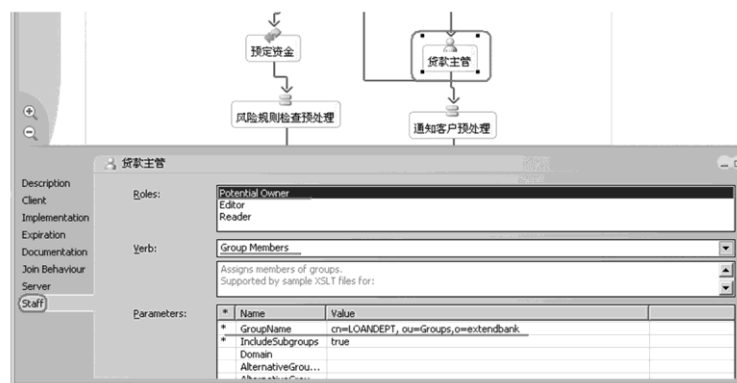 预定资金
贷款主管
风险规则检查预处理
通知客户预处理
贷款主管
Description
Client
Implementation
Expiration
Documentation
Join Behaviour
Server
Staff
Roles:
Potential Owner
Editor
Reader
Verb:
Group Members
Assigns members of groups.
Supported by sample XSLT files for:
Parameters:
* Name Value
* GroupName cn=LOANDEPT, ou=Groups,o=extendbank
* IncludeSubgroups true
Domain
AlternativeGrou...